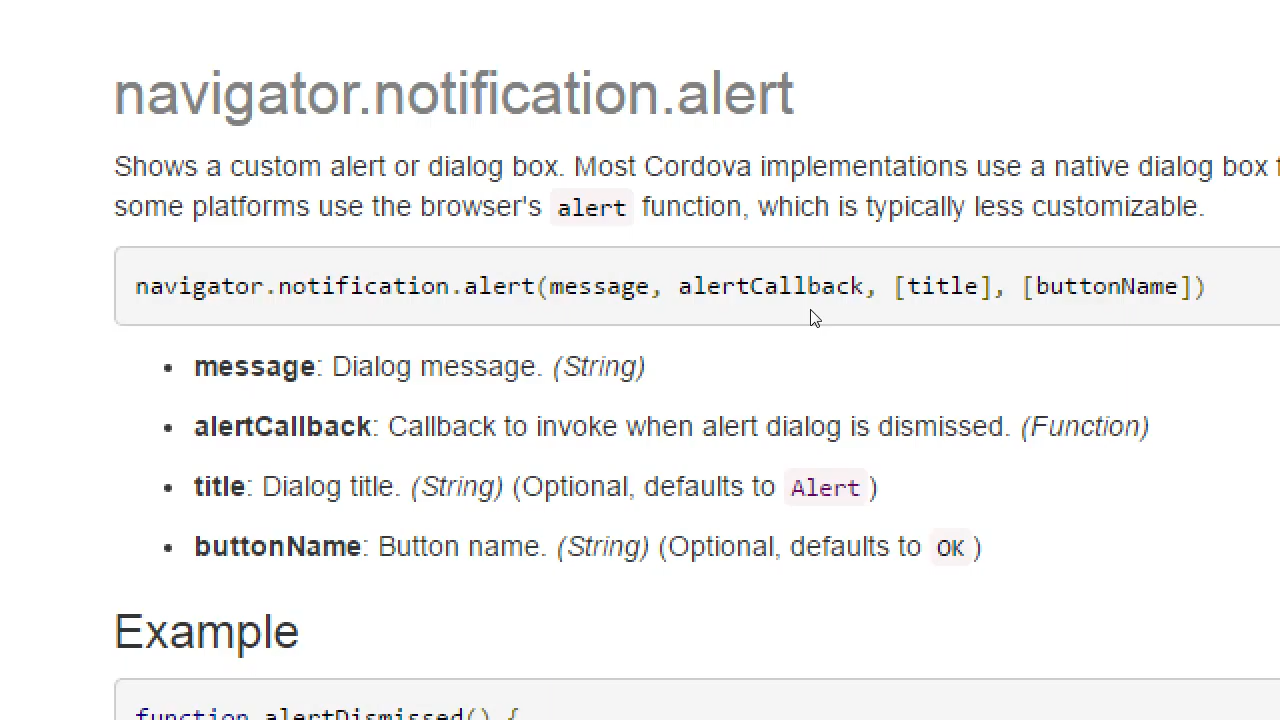 navigator.notification.alert
Shows a custom alert or dialog box. Most Cordova implementations use a native dialog box
some platforms use the browser's alert function, which is typically less customizable.
navigator.notification.alert(message, alertCallback, [title], [buttonName])
• message: Dialog message. (String)
• alertCallback: Callback to invoke when alert dialog is dismissed. (Function)
• title: Dialog title. (String) (Optional, defaults to Alert)
• buttonName: Button name. (String) (Optional, defaults to OK)
Example
function alertDismissed() {